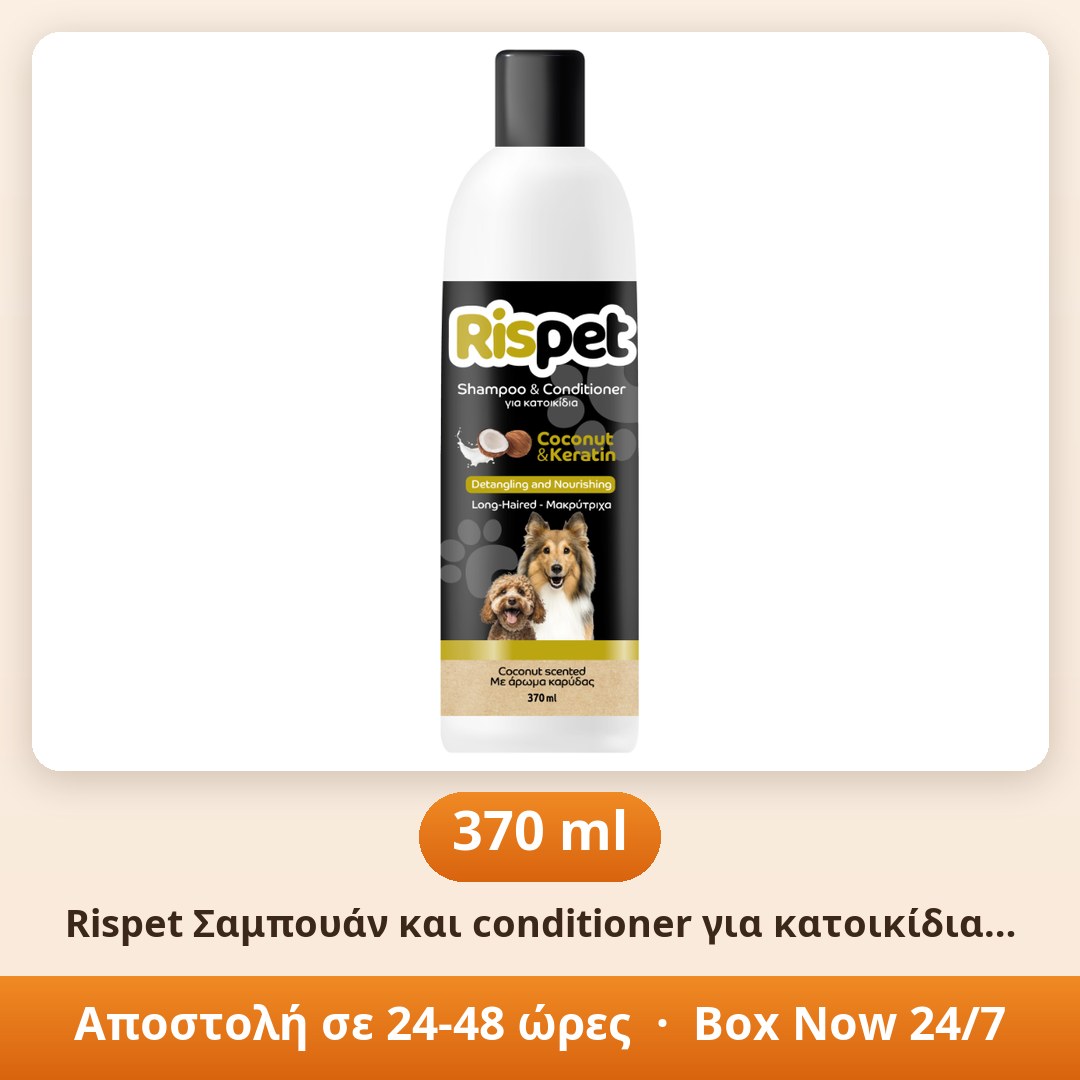 Rispet
Shampoo & Conditioner
για κατοικίδια
Coconut
&Keratin
Detangling and Nourishing
Long-Haired - Μακρύτριχα
Coconut scented
Με άρωμα καρύδας
370 ml
370 ml
Rispet Σαμπουάν και conditioner για κατοικίδια...
Αποστολή σε 24-48 ώρες · Box Now 24/7